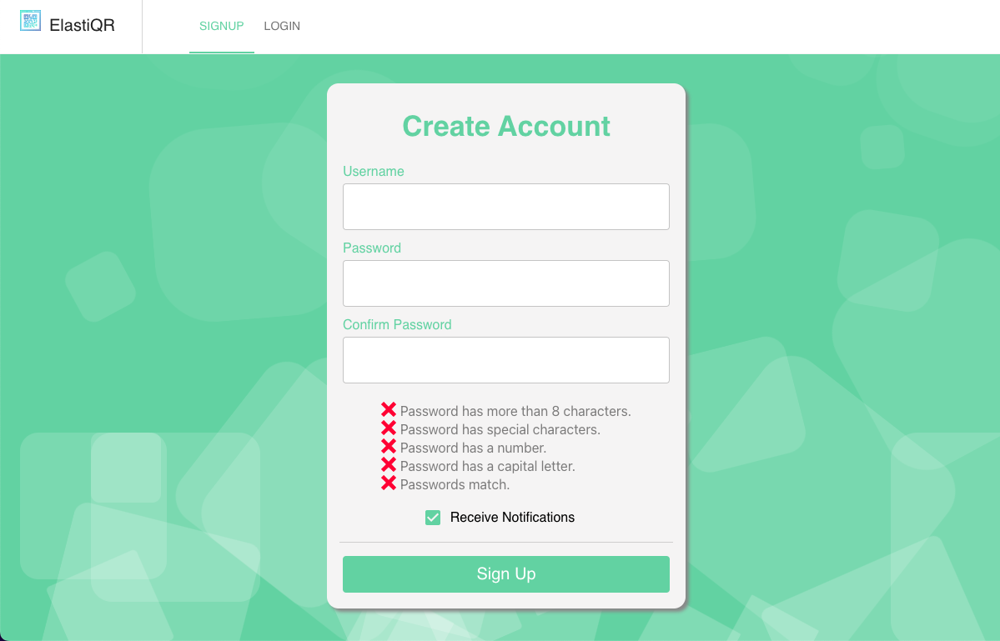 ElastiQR
SIGNUP
LOGIN
Create Account
Username
Password
Confirm Password
Password has more than 8 characters.
Password has special characters.
Password has a number.
Password has a capital letter.
Passwords match.
Receive Notifications
Sign Up